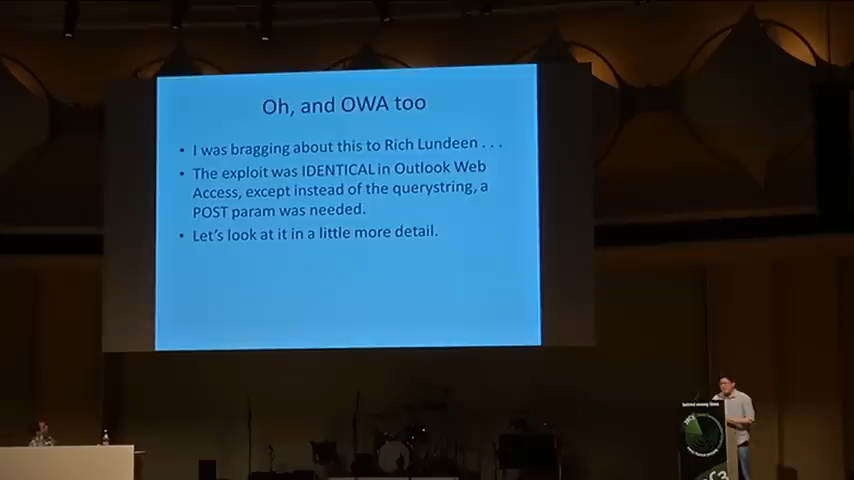 Oh, and OWA too
• I was bragging about this to Rich Lundeen . . .
• The exploit was IDENTICAL in Outlook Web
Access, except instead of the querystring, a
POST param was needed.
• Let's look at it in a little more detail.